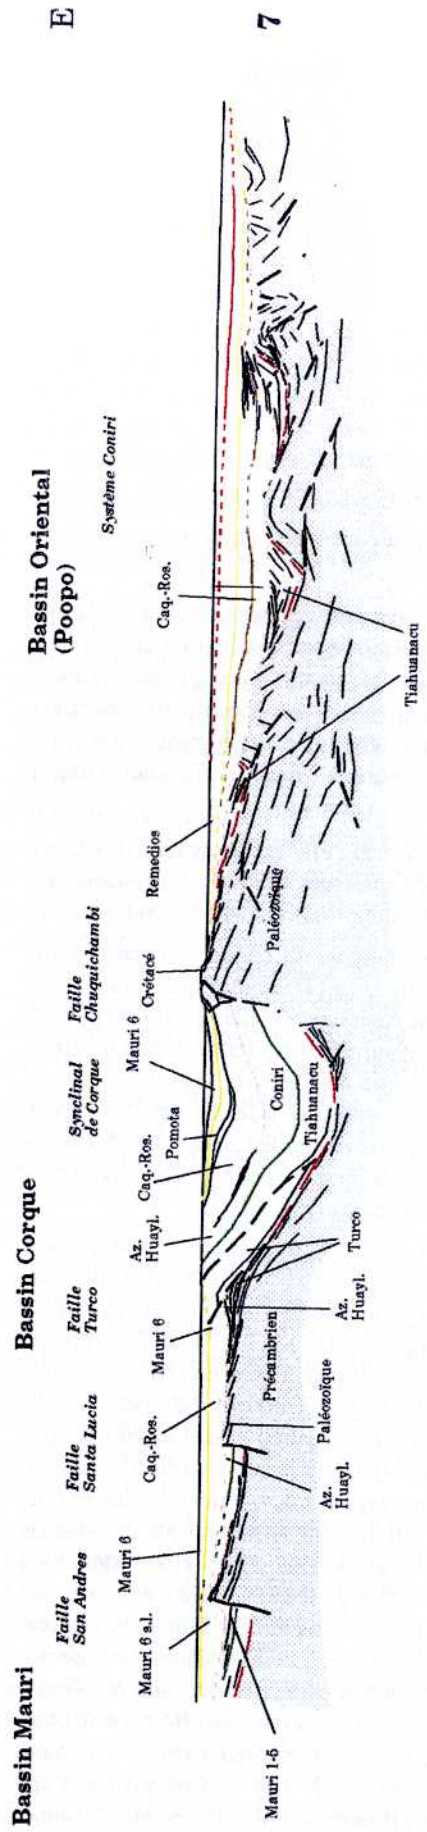 Bassin Mauri
Bassin Corque
Bassin Oriental
(Poopo)
E
Faille
San Andres
Faille
Santa Lucia
Faille
Turco
Synclinal
de Corque
Faille
Chuquichambi
Système Coniri
Mauri 6 s.l.
Mauri 6
Caq.-Ros.
Mauri 6
Az.
Huayl.
Caq.-Ros.
Pomota
Mauri 6
Crétacé
Remedios
Caq.-Ros.
7
Précambrien
Coniri
Tiahuanacu
Paléozoïque
Mauri 1-5
Az.
Huayl.
Paléozoïque
Az.
Huayl.
Turco
Tiahuanacu